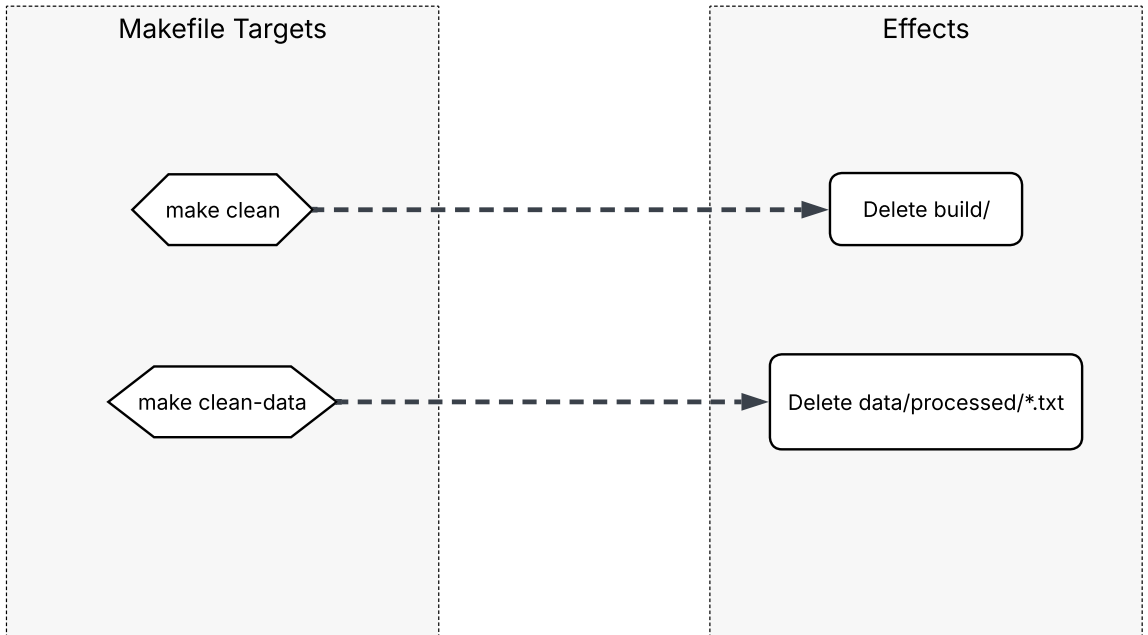 Makefile Targets
Effects
make clean
Delete build/
make clean-data
Delete data/processed/*.txt